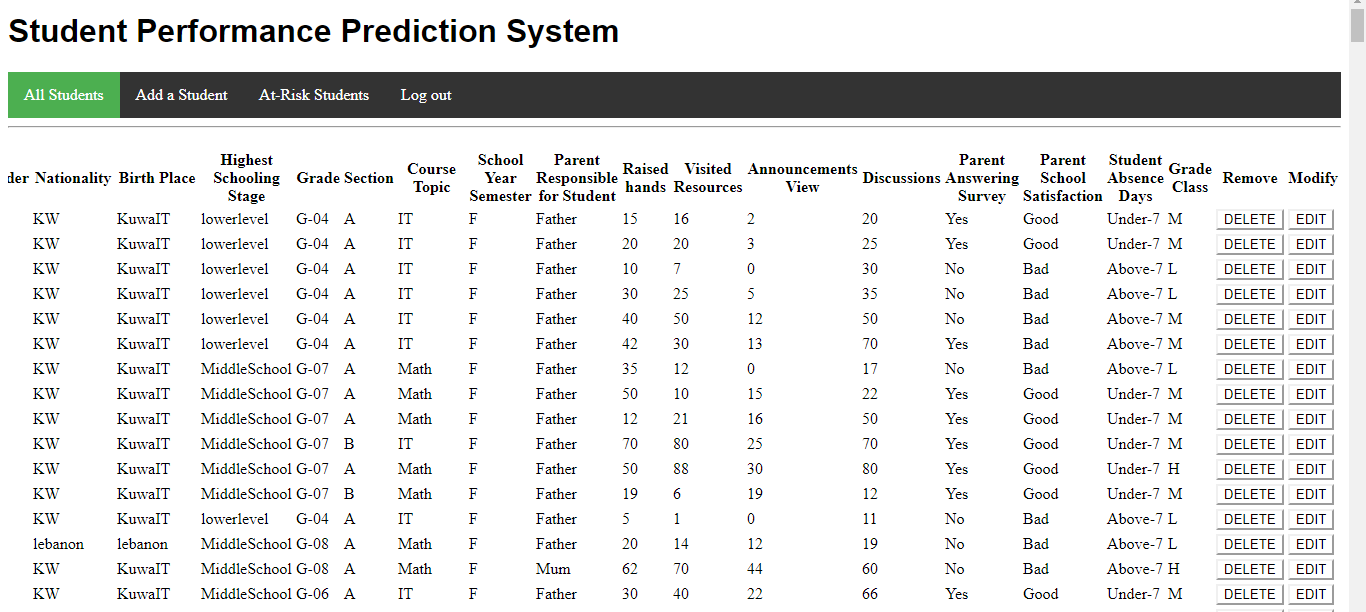 Student Performance Prediction System
All Students Add a Student At-Risk Students Log out
der Nationality Birth Place Highest Schooling Stage Grade Section Course Topic School Year Semester Parent Responsible for Student Raised hands Visited Resources Announcements View Discussions Parent Answering Survey Parent School Satisfaction Student Absence Days Grade Class Remove Modify
KW KuwaIT lowerlevel G-04 A IT F Father 15 16 2 20 Yes Good Under-7 M DELETE EDIT
KW KuwaIT lowerlevel G-04 A IT F Father 20 20 3 25 Yes Good Under-7 M DELETE EDIT
KW KuwaIT lowerlevel G-04 A IT F Father 10 7 0 30 No Bad Above-7 L DELETE EDIT
KW KuwaIT lowerlevel G-04 A IT F Father 30 25 5 35 No Bad Above-7 L DELETE EDIT
KW KuwaIT lowerlevel G-04 A IT F Father 40 50 12 50 No Bad Above-7 M DELETE EDIT
KW KuwaIT lowerlevel G-04 A IT F Father 42 30 13 70 Yes Bad Above-7 M DELETE EDIT
KW KuwaIT MiddleSchool G-07 A Math F Father 35 12 0 17 No Bad Above-7 L DELETE EDIT
KW KuwaIT MiddleSchool G-07 A Math F Father 50 10 15 22 Yes Good Under-7 M DELETE EDIT
KW KuwaIT MiddleSchool G-07 A Math F Father 12 21 16 50 Yes Good Under-7 M DELETE EDIT
KW KuwaIT MiddleSchool G-07 B IT F Father 70 80 25 70 Yes Good Under-7 M DELETE EDIT
KW KuwaIT MiddleSchool G-07 A Math F Father 50 88 30 80 Yes Good Under-7 H DELETE EDIT
KW KuwaIT MiddleSchool G-07 B Math F Father 19 6 19 12 Yes Good Under-7 M DELETE EDIT
KW KuwaIT lowerlevel G-04 A IT F Father 5 1 0 11 No Bad Above-7 L DELETE EDIT
lebanon lebanon MiddleSchool G-08 A Math F Father 20 14 12 19 No Bad Above-7 L DELETE EDIT
KW KuwaIT MiddleSchool G-08 A Math F Mum 62 70 44 60 No Bad Above-7 H DELETE EDIT
KW KuwaIT MiddleSchool G-06 A IT F Father 30 40 22 66 Yes Good Under-7 M DELETE EDIT